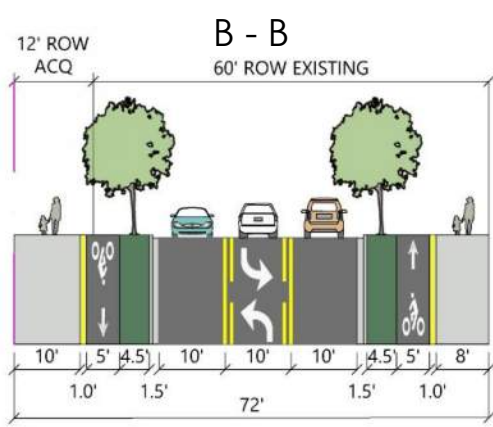 B - B
12' ROW
ACQ
60' ROW EXISTING
10' 5' 4.5' 10' 10' 10' 4.5' 5' 8'
1.0' 1.5' 1.5' 1.0'
72'